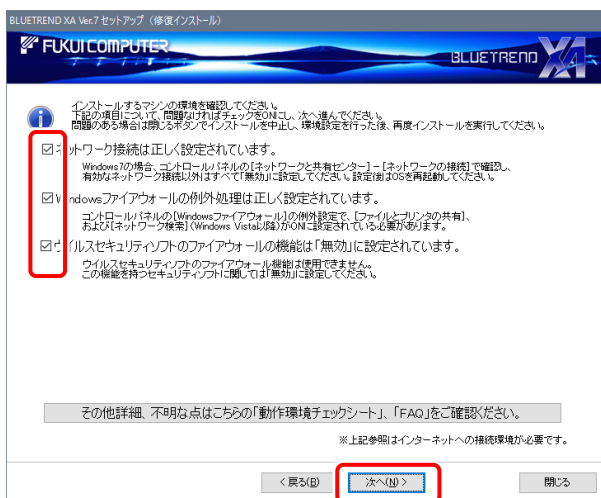 BLUETREND XA Ver.7 セットアップ (修復インストール)
FUKUI COMPUTER
BLUETREND XA
インストールするマシンの環境を確認してください。
下記の項目について、問題なければチェックをONにし、次へ進んでください。
問題のある場合は閉じるボタンでインストールを中止し、環境設定を行った後、再度インストールを実行してください。
ネットワーク接続は正しく設定されています。
Windows7の場合、コントロールパネルの[ネットワークと共有センター]-[ネットワークの接続]で確認し、
有効なネットワーク接続以外はすべて「無効」に設定してください。設定後はOSを再起動してください。
Windowsファイアウォールの例外処理は正しく設定されています。
コントロールパネルの[Windowsファイアウォール]の例外設定で、[ファイルとプリンタの共有]、
および[ネットワーク検索](Windows Vista以降)がONに設定されている必要があります。
ウイルスセキュリティソフトのファイアウォールの機能は「無効」に設定されています。
ウイルスセキュリティソフトのファイアウォール機能は使用できません。
この機能を持つセキュリティソフトに関しては「無効」に設定してください。
その他詳細、不明な点はこちらの「動作環境チェックシート」、「FAQ」をご確認ください。
※上記参照はインターネットへの接続環境が必要です。
< 戻る(B) 次へ(N) > 閉じる